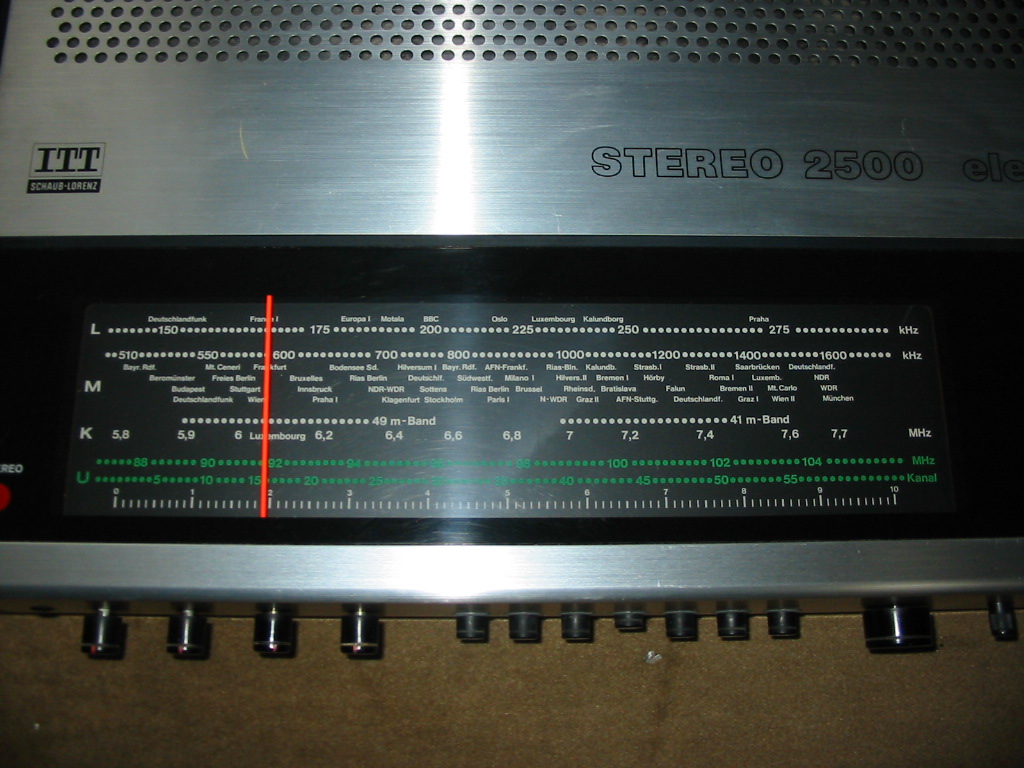 ITT
SCHAUB-LORENZ
STEREO 2500 ele
Deutschlandfunk Europa I Motala BBC Oslo Luxembourg Kalundborg Praha
L 150 175 200 225 250 275 kHz
510 550 600 700 800 1000 1200 1400 1600 kHz
Bayr. Rdf. Mt. Ceneri Bodensee Sd. Hilversum I Bayr. Rdf. AFN-Frankf. Rias-Bln. Kalundb. Strasb. I Strasb. II Saarbrücken Deutschlandf.
M Beromünster Freies Berlin Bruxelles Rias Berlin Deutschlf. Südwestf. Milano I Hilvers. II Bremen I Hörby Roma I Luxemb. NDR
Budapest Stuttgart Innsbruck NDR-WDR Sottens Rias Berlin Brussel Rheinsd. Bratislava Falun Bremen II Mt. Carlo WDR
Deutschlandfunk Wien Praha I Klagenfurt Stockholm Paris I N-WDR Graz II AFN-Stuttg. Deutschlandf. Graz I Wien II München
49 m-Band 41 m-Band
K 5,8 5,9 6 Luxembourg 6,2 6,4 6,6 6,8 7 7,2 7,4 7,6 7,7 MHz
88 90 92 94 96 98 100 102 104 MHz
U 5 10 15 20 25 30 35 40 45 50 55 Kanal
0 1 2 3 4 5 6 7 8 9 10
EREO